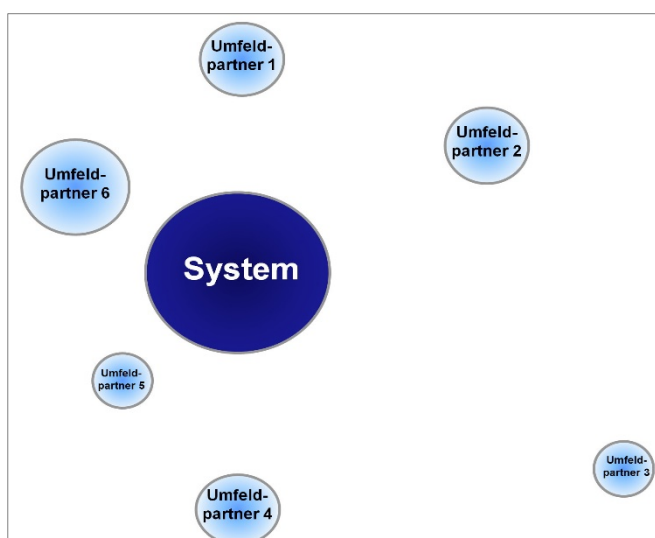 Umfeld-
partner 1
Umfeld-
partner 2
Umfeld-
partner 6
System
Umfeld-
partner 5
Umfeld-
partner 3
Umfeld-
partner 4